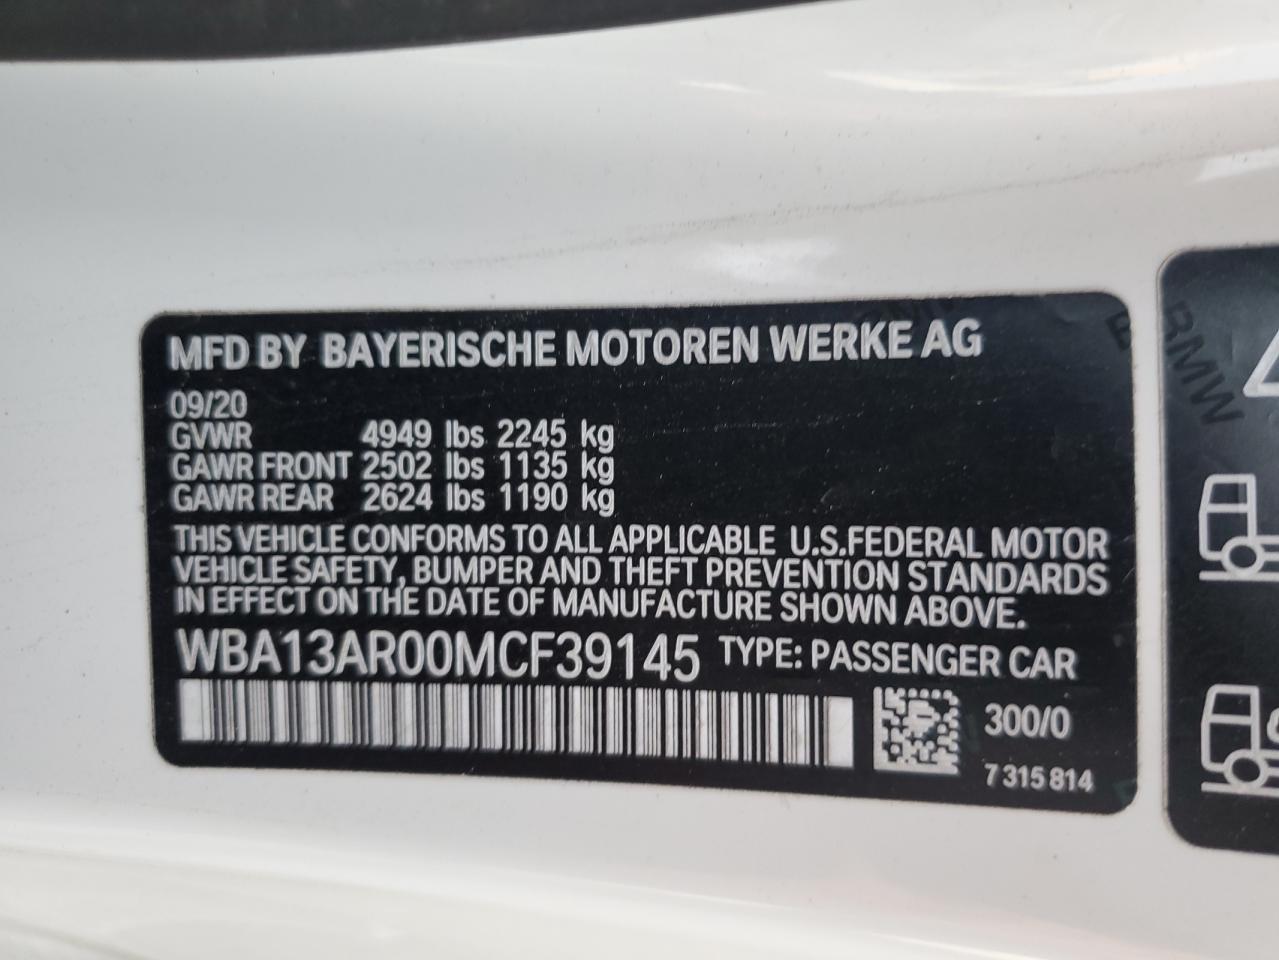 MFD BY BAYERISCHE MOTOREN WERKE AG
09/20
GVWR 4949 lbs 2245 kg
GAWR FRONT 2502 lbs 1135 kg
GAWR REAR 2624 lbs 1190 kg
THIS VEHICLE CONFORMS TO ALL APPLICABLE U.S.FEDERAL MOTOR
VEHICLE SAFETY, BUMPER AND THEFT PREVENTION STANDARDS
IN EFFECT ON THE DATE OF MANUFACTURE SHOWN ABOVE.
WBA13AR00MCF39145 TYPE: PASSENGER CAR
300/0
7 315 814
BMW